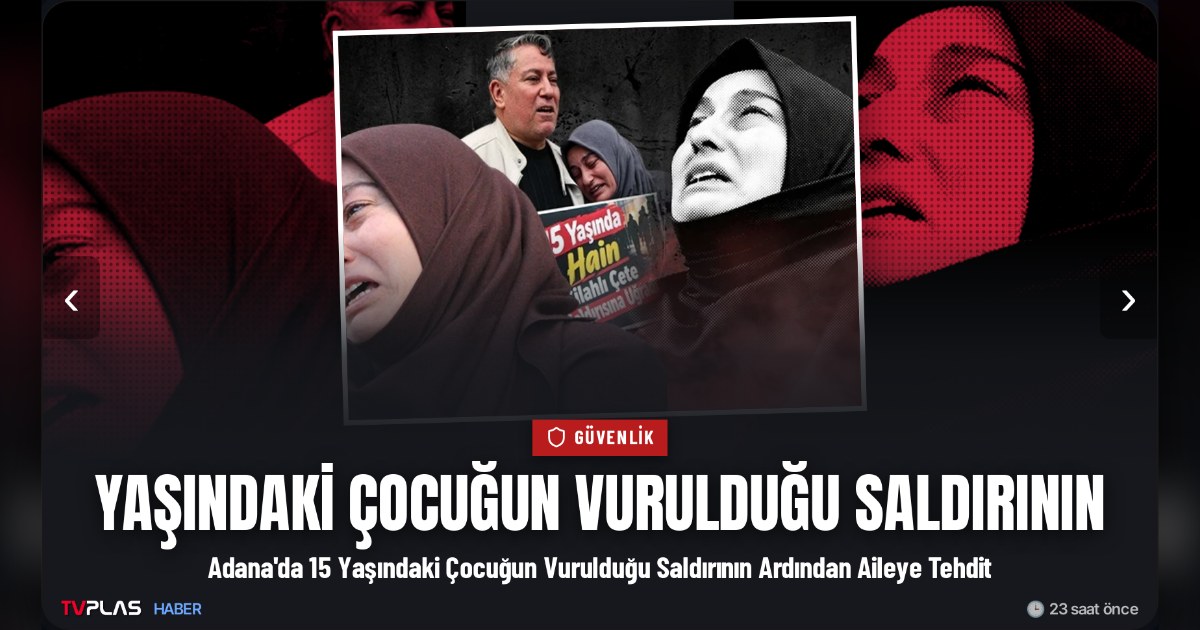 15 Yaşında
Hain
Silahlı Çete
GÜVENLİK
YAŞINDAKİ ÇOCUĞUN VURULDUĞU SALDIRININ
Adana'da 15 Yaşındaki Çocuğun Vurulduğu Saldırının Ardından Aileye Tehdit
TVPLAS HABER
23 saat önce